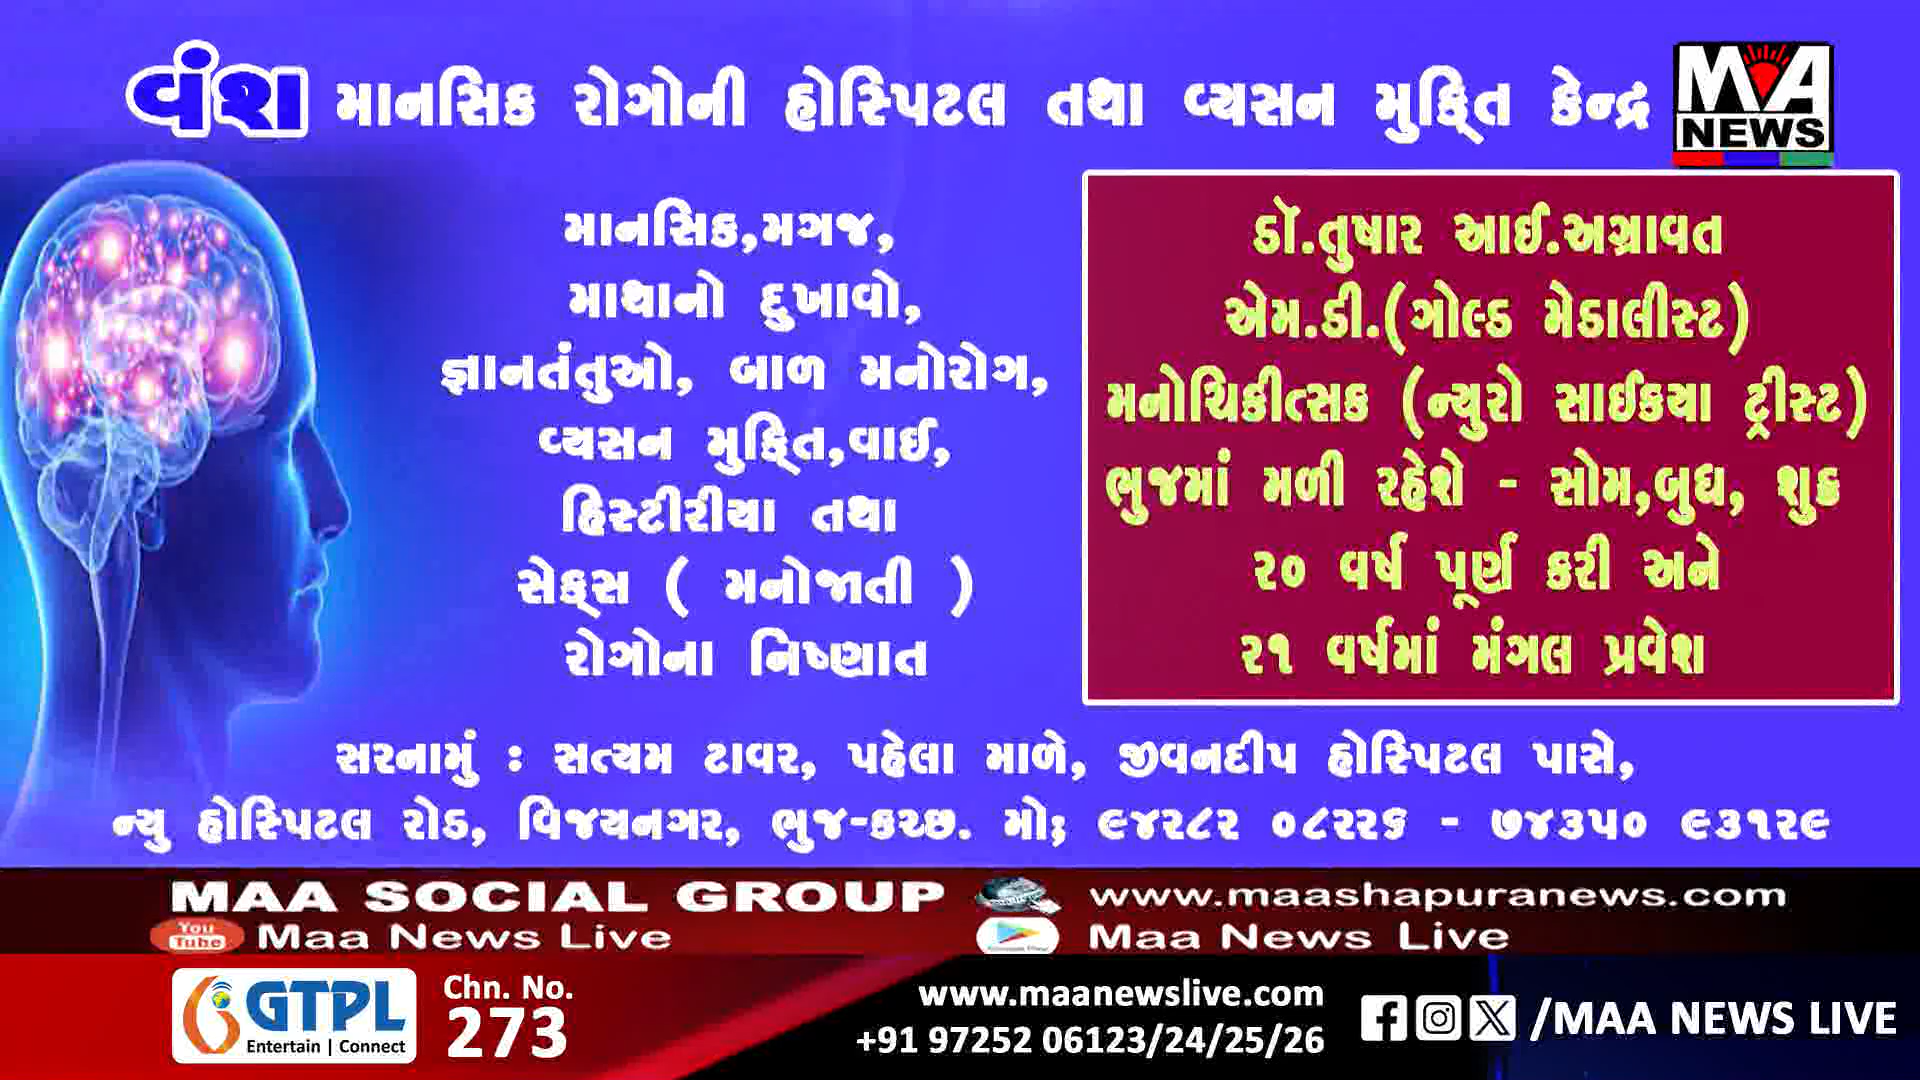 વંશ માનસિક રોગોની હોસ્પિટલ તથા વ્યસન મુક્તિ કેન્દ્ર
MAA
NEWS
માનસિક,મગજ,
માથાનો દુખાવો,
જ્ઞાનતંતુઓ, બાળ મનોરોગ,
વ્યસન મુક્તિ,વાઈ,
હિસ્ટીરીયા તથા
સેક્સ ( મનોજાતી )
રોગોના નિષ્ણાત
ડૉ.તુષાર આઈ.અગ્રાવત
એમ.ડી.(ગોલ્ડ મેડાલીસ્ટ)
મનોચિકીત્સક (ન્યુરો સાઈકયા ટ્રીસ્ટ)
ભુજમાં મળી રહેશે - સોમ,બુધ, શુક્ર
૨૦ વર્ષ પૂર્ણ કરી અને
૨૧ વર્ષમાં મંગલ પ્રવેશ
સરનામું : સત્યમ ટાવર, પહેલા માળે, જીવનદીપ હોસ્પિટલ પાસે,
ન્યુ હોસ્પિટલ રોડ, વિજયનગર, ભુજ-કચ્છ. મો; ૯૪૨૮૨ ૦૮૨૨૬ - ૭૪૩૫૦ ૯૩૧૨૯
MAA SOCIAL GROUP
www.maashapuranews.com
You Tube Maa News Live
Maa News Live
GTPL
Entertain | Connect
Chn. No.
273
www.maanewslive.com
+91 97252 06123/24/25/26
/MAA NEWS LIVE